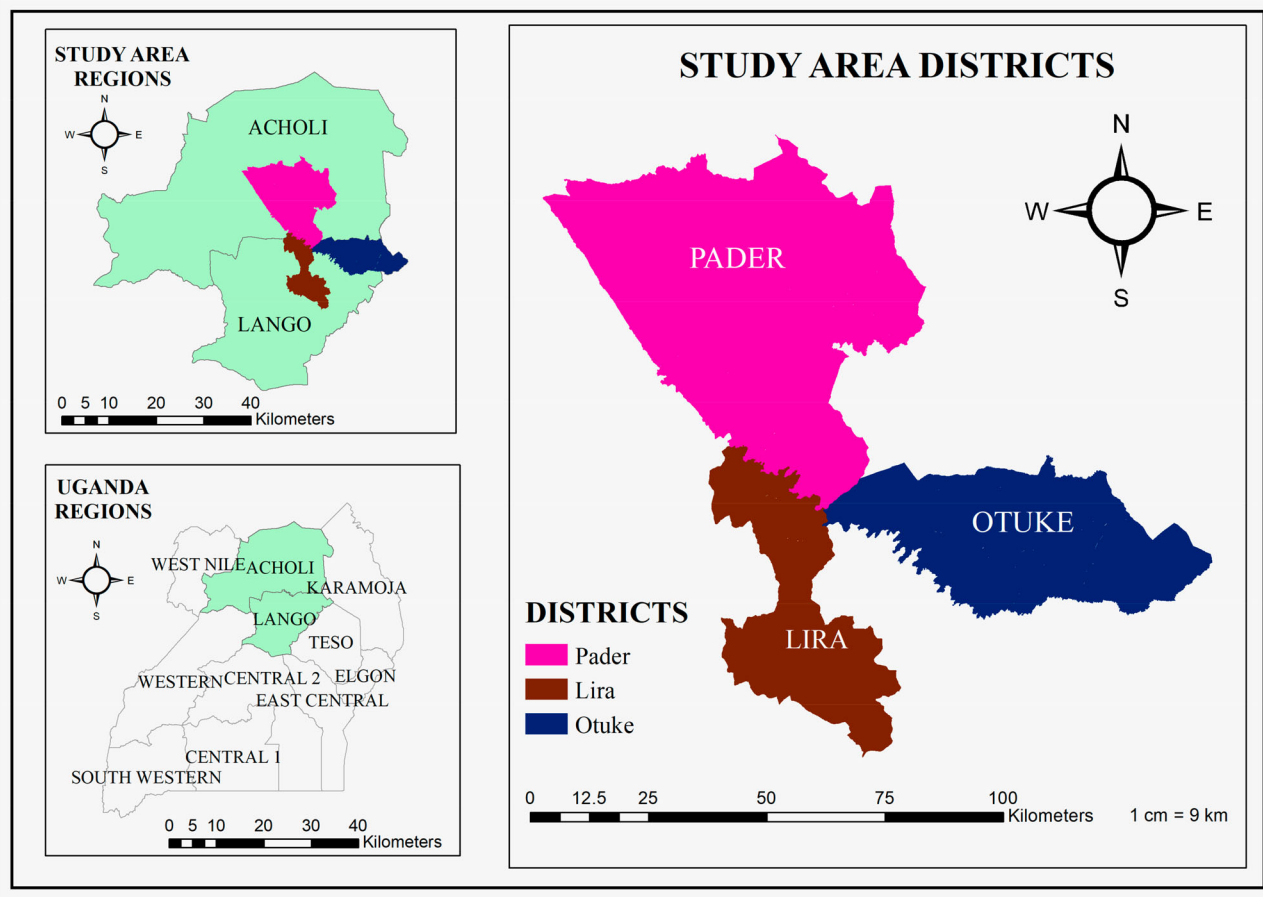 STUDY AREA
REGIONS
N
W E
S
ACHOLI
LANGO
0 5 10 20 30 40
Kilometers
UGANDA
REGIONS
N
W E
S
WEST NILE
ACHOLI
KARAMOJA
LANGO
TESO
WESTERN
CENTRAL 2
ELGON
EAST CENTRAL
CENTRAL 1
SOUTH WESTERN
0 5 10 20 30 40
Kilometers
STUDY AREA DISTRICTS
N
W E
S
PADER
OTUKE
LIRA
DISTRICTS
Pader
Lira
Otuke
0 12.5 25 50 75 100
Kilometers
1 cm = 9 km